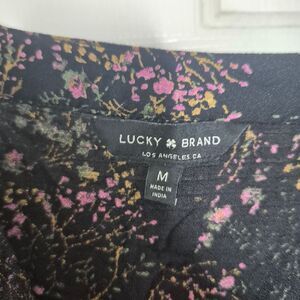 LUCKY BRAND
LOS ANGELES CA
M
MADE IN
INDIA